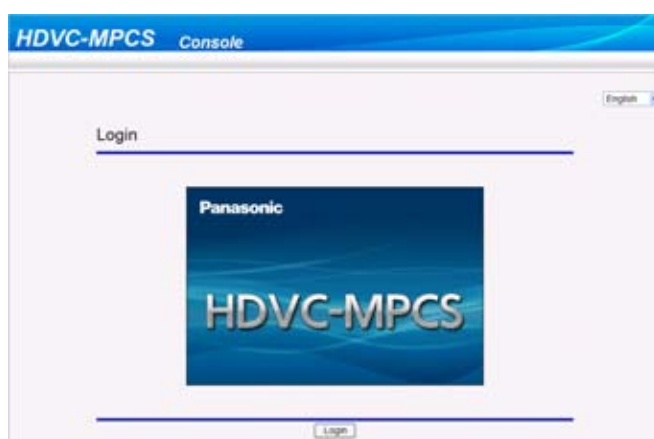 HDVC-MPCS Console
English
Login
Panasonic
HDVC-MPCS
Login